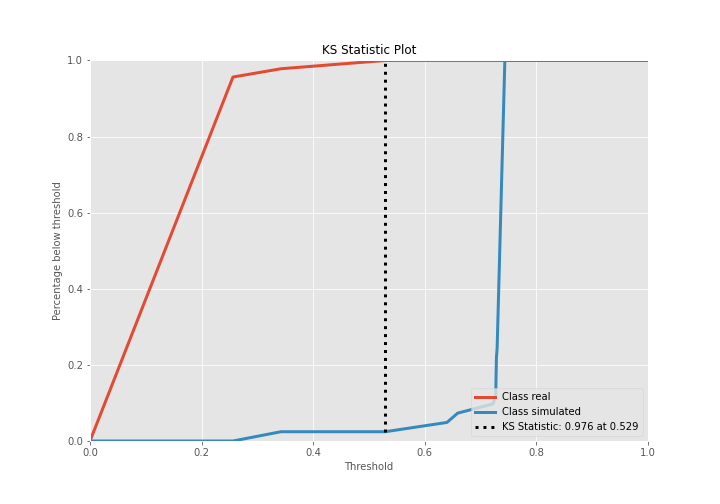 KS Statistic Plot
1.0
0.8
0.6
0.4
0.2
0.0
Percentage below threshold
0.0 0.2 0.4 0.6 0.8 1.0
Threshold
Class real
Class simulated
KS Statistic: 0.976 at 0.529